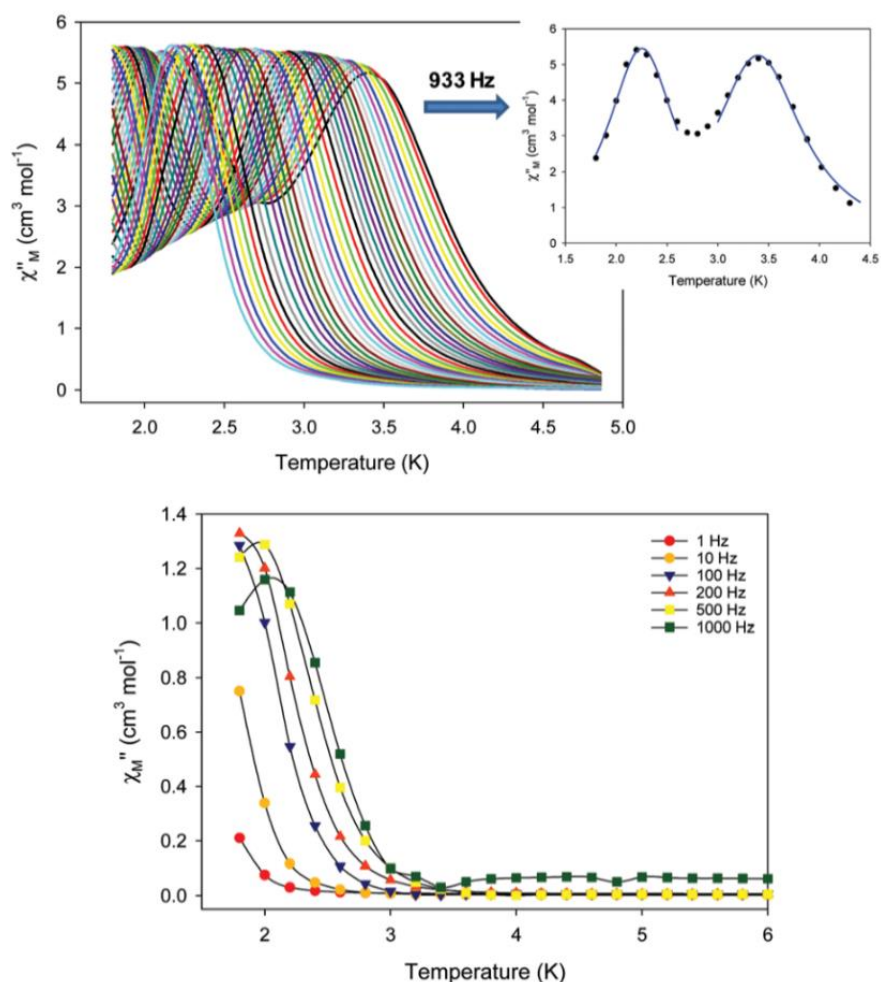 6
5
4
3
2
1
0
χ"M (cm³ mol⁻¹)
2.0 2.5 3.0 3.5 4.0 4.5 5.0
Temperature (K)
933 Hz
6
5
4
3
2
1
0
χ"M (cm³ mol⁻¹)
1.5 2.0 2.5 3.0 3.5 4.0 4.5
Temperature (K)
1.4
1.2
1.0
0.8
0.6
0.4
0.2
0.0
χM" (cm³ mol⁻¹)
1 Hz
10 Hz
100 Hz
200 Hz
500 Hz
1000 Hz
2 3 4 5 6
Temperature (K)